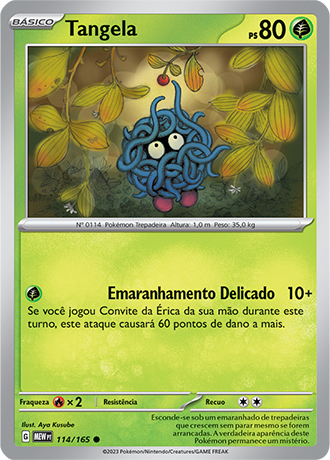 BÁSICO
Tangela
PS 80
Nº 0114 Pokémon Trepadeira Altura: 1,0 m Peso: 35,0 kg
Emaranhamento Delicado 10+
Se você jogou Convite da Érica da sua mão durante este
turno, este ataque causará 60 pontos de dano a mais.
Fraqueza ×2 Resistência Recuo
Ilust. Aya Kusube
G MEW PT 114/165
Esconde-se sob um emaranhado de trepadeiras
que crescem sem parar mesmo se forem
arrancadas. A verdadeira aparência deste
Pokémon permanece um mistério.
©2023 Pokémon/Nintendo/Creatures/GAME FREAK